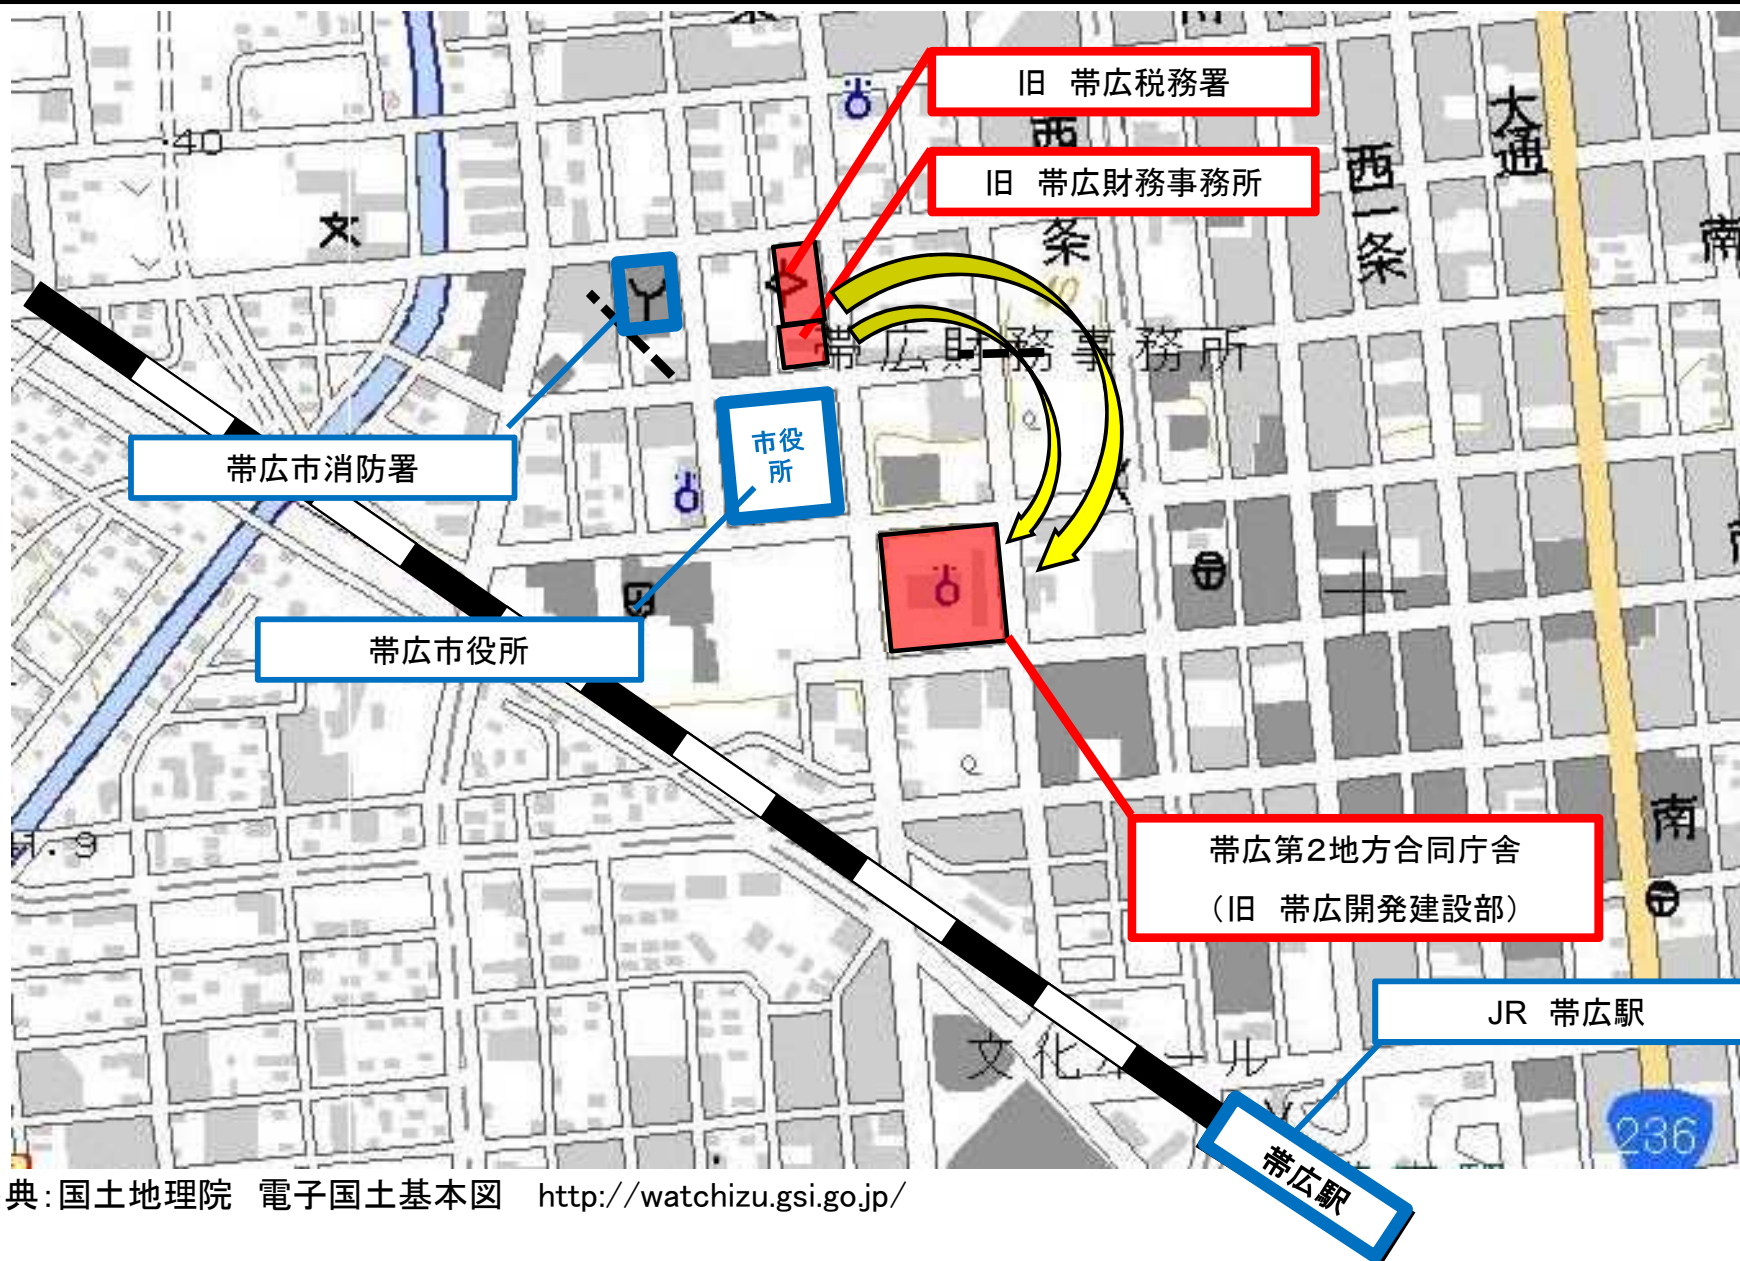 旧　帯広税務署
旧　帯広財務事務所
大通
西
条
西一条
南
・40
文
帯広財務事務所
市役
所
帯広市消防署
帯広市役所
帯広第2地方合同庁舎
（旧　帯広開発建設部）
南
JR　帯広駅
文化ホール
236
帯広駅
典：国土地理院　電子国土基本図　http://watchizu.gsi.go.jp/